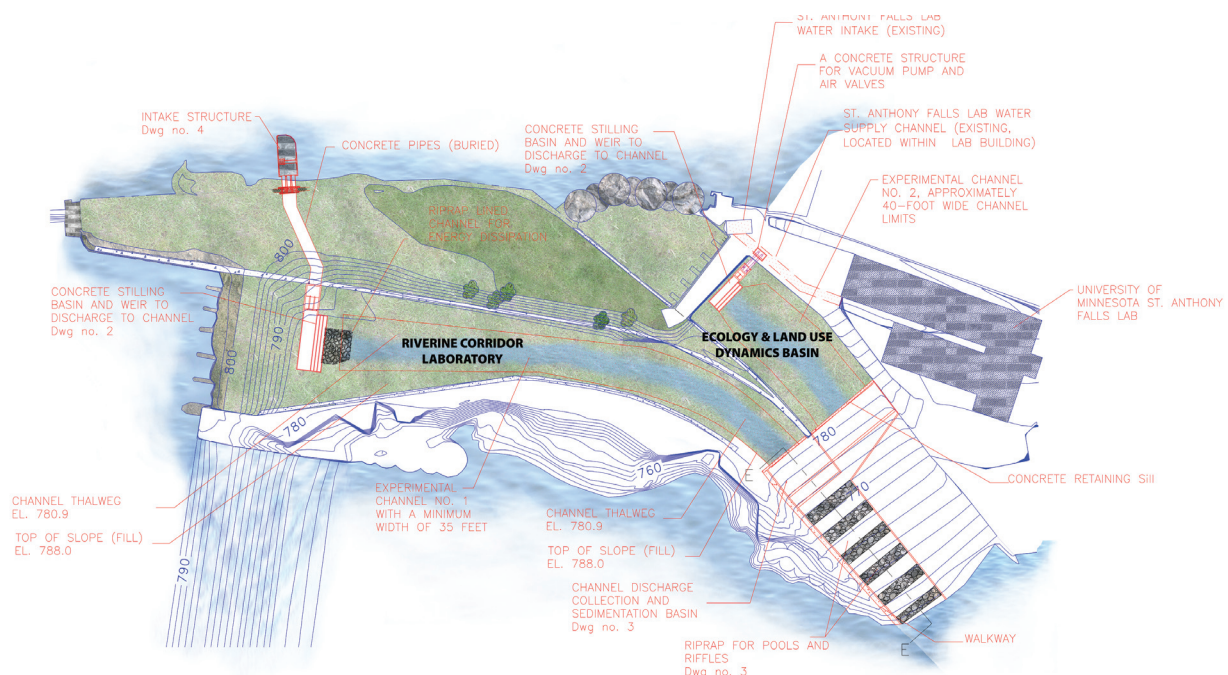 ST. ANTHONY FALLS LAB
WATER INTAKE (EXISTING)
A CONCRETE STRUCTURE
FOR VACUUM PUMP AND
AIR VALVES
INTAKE STRUCTURE
Dwg no. 4
CONCRETE PIPES (BURIED)
CONCRETE STILLING
BASIN AND WEIR TO
DISCHARGE TO CHANNEL
Dwg no. 2
ST. ANTHONY FALLS LAB WATER
SUPPLY CHANNEL (EXISTING,
LOCATED WITHIN LAB BUILDING)
EXPERIMENTAL CHANNEL
NO. 2, APPROXIMATELY
40-FOOT WIDE CHANNEL
LIMITS
RIPRAP LINED
CHANNEL FOR
ENERGY DISSIPATION
800
790
800
CONCRETE STILLING
BASIN AND WEIR TO
DISCHARGE TO CHANNEL
Dwg no. 2
UNIVERSITY OF
MINNESOTA ST. ANTHONY
FALLS LAB
RIVERINE CORRIDOR
LABORATORY
ECOLOGY & LAND USE
DYNAMICS BASIN
780
780
760
770
E
CONCRETE RETAINING Sill
CHANNEL THALWEG
EL. 780.9
TOP OF SLOPE (FILL)
EL. 788.0
790
EXPERIMENTAL
CHANNEL NO. 1
WITH A MINIMUM
WIDTH OF 35 FEET
CHANNEL THALWEG
EL. 780.9
TOP OF SLOPE (FILL)
EL. 788.0
CHANNEL DISCHARGE
COLLECTION AND
SEDIMENTATION BASIN
Dwg no. 3
RIPRAP FOR POOLS AND
RIFFLES
Dwg no. 3
WALKWAY
E